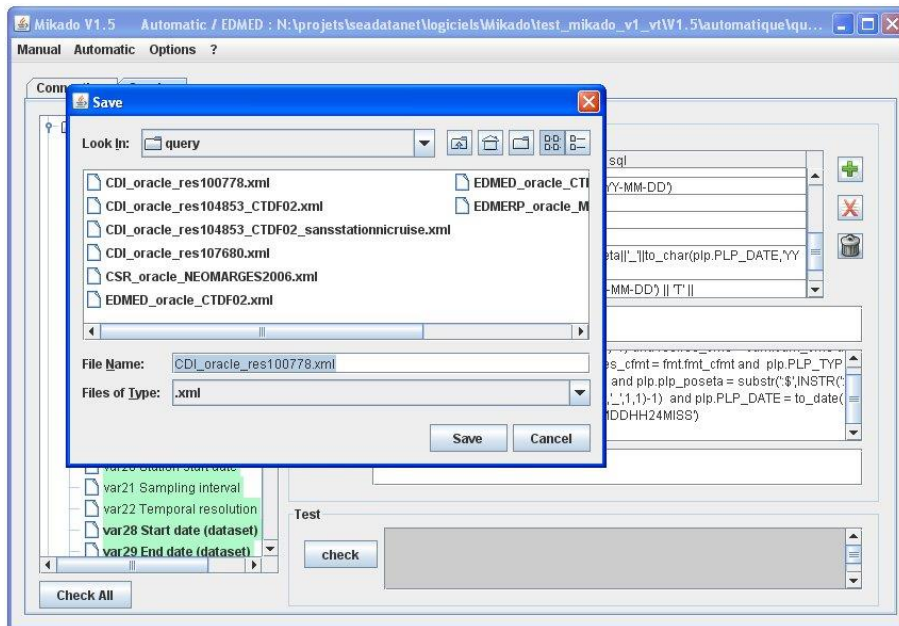 Mikado V1.5 Automatic / EDMED : N:\projets\seadatanet\logiciels\Mikado\test_mikado_v1_vt\V1.5\automatique\qu...
Manual Automatic Options ?
Save
Look In: query
CDI_oracle_res100778.xml
CDI_oracle_res104853_CTDF02.xml
CDI_oracle_res104853_CTDF02_sansstationnicruise.xml
CDI_oracle_res107680.xml
CSR_oracle_NEOMARGES2006.xml
EDMED_oracle_CTDF02.xml
EDMED_oracle_CTI
EDMERP_oracle_M
File Name: CDI_oracle_res100778.xml
Files of Type: .xml
Save Cancel
sql
YY-MM-DD')
eta||'_'||to_char(plp.PLP_DATE,'YY
-MM-DD') || 'T' ||
es_cfmt = fmt.fmt_cfmt and plp.PLP_TYP
and plp.plp_poseta = substr(':$',INSTR(':
,'_',1,1)-1) and plp.PLP_DATE = to_date(
MDDHH24MISS')
var21 Sampling interval
var22 Temporal resolution
var28 Start date (dataset)
var29 End date (dataset)
Check All
Test
check